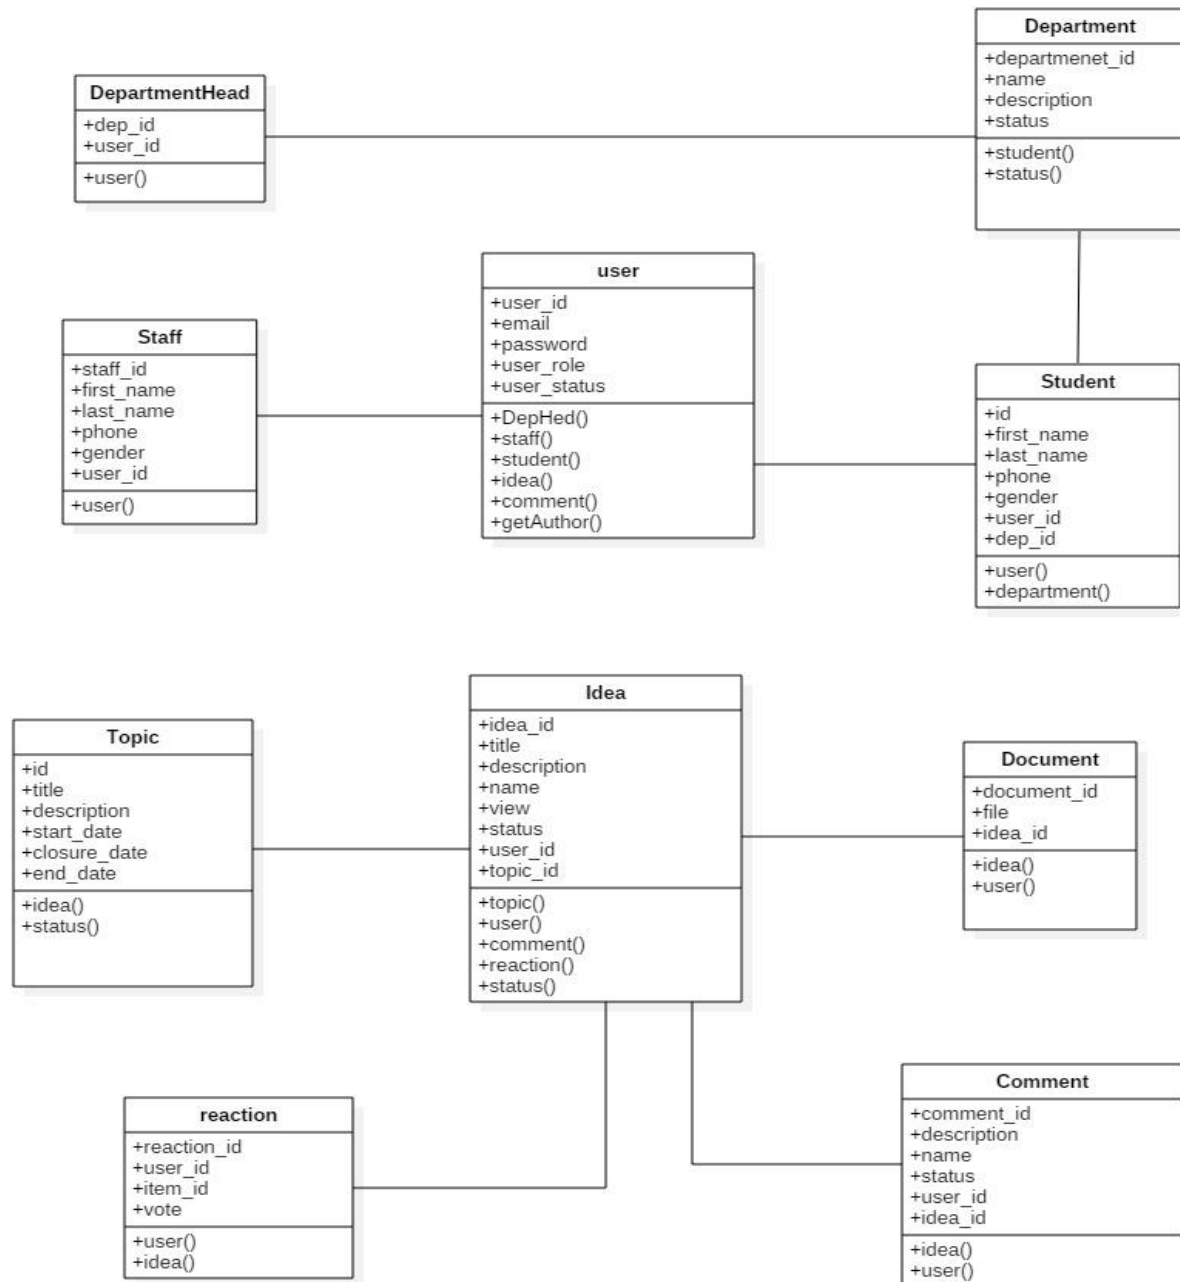 Department
+departmenet_id
+name
+description
+status
+student()
+status()
DepartmentHead
+dep_id
+user_id
+user()
user
+user_id
+email
+password
+user_role
+user_status
+DepHed()
+staff()
+student()
+idea()
+comment()
+getAuthor()
Staff
+staff_id
+first_name
+last_name
+phone
+gender
+user_id
+user()
Student
+id
+first_name
+last_name
+phone
+gender
+user_id
+dep_id
+user()
+department()
Idea
+idea_id
+title
+description
+name
+view
+status
+user_id
+topic_id
+topic()
+user()
+comment()
+reaction()
+status()
Topic
+id
+title
+description
+start_date
+closure_date
+end_date
+idea()
+status()
Document
+document_id
+file
+idea_id
+idea()
+user()
reaction
+reaction_id
+user_id
+item_id
+vote
+user()
+idea()
Comment
+comment_id
+description
+name
+status
+user_id
+idea_id
+idea()
+user()